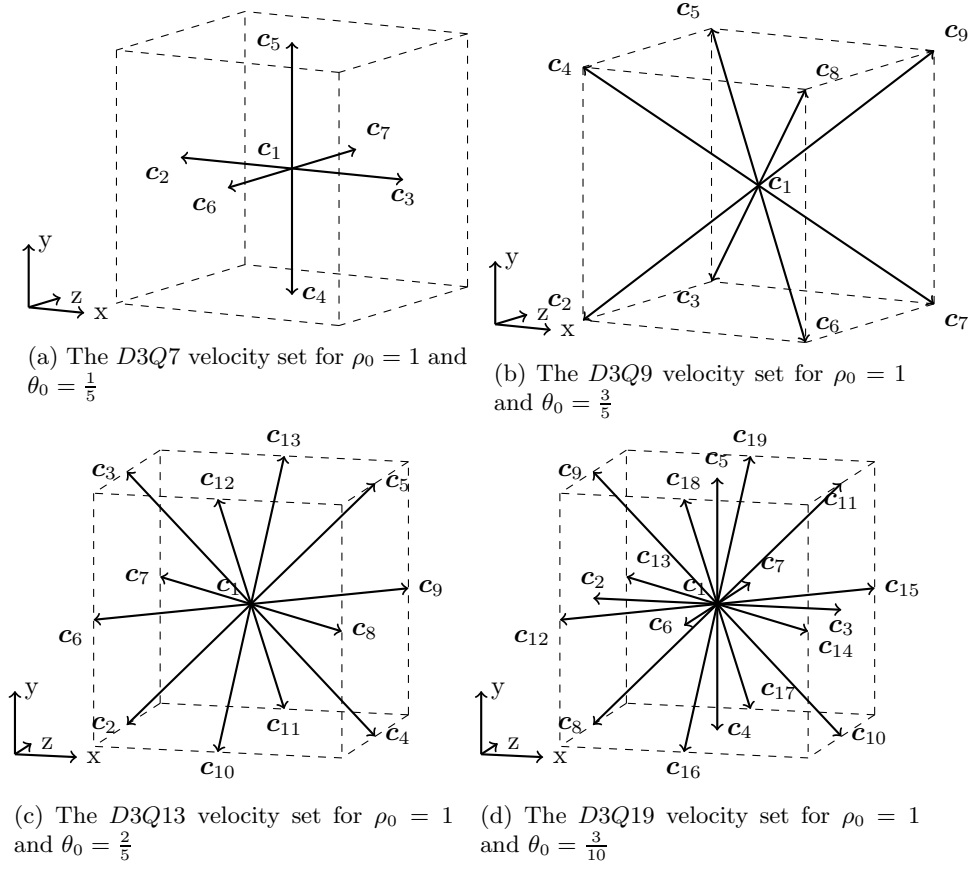 c5
c7
c1
c2
c3
c6
c4
y
z
x
(a) The D3Q7 velocity set for ρ0 = 1 and
θ0 = 1/5
c5
c9
c4
c8
c1
c2
c3
c6
c7
y
z
x
(b) The D3Q9 velocity set for ρ0 = 1
and θ0 = 3/5
c13
c3
c12
c5
c7
c1
c9
c6
c8
c2
c11
c4
c10
y
z
x
(c) The D3Q13 velocity set for ρ0 = 1
and θ0 = 2/5
c19
c9
c5
c18
c11
c13
c7
c2
c1
c15
c12
c6
c3
c14
c17
c8
c4
c10
c16
y
z
x
(d) The D3Q19 velocity set for ρ0 = 1
and θ0 = 3/10